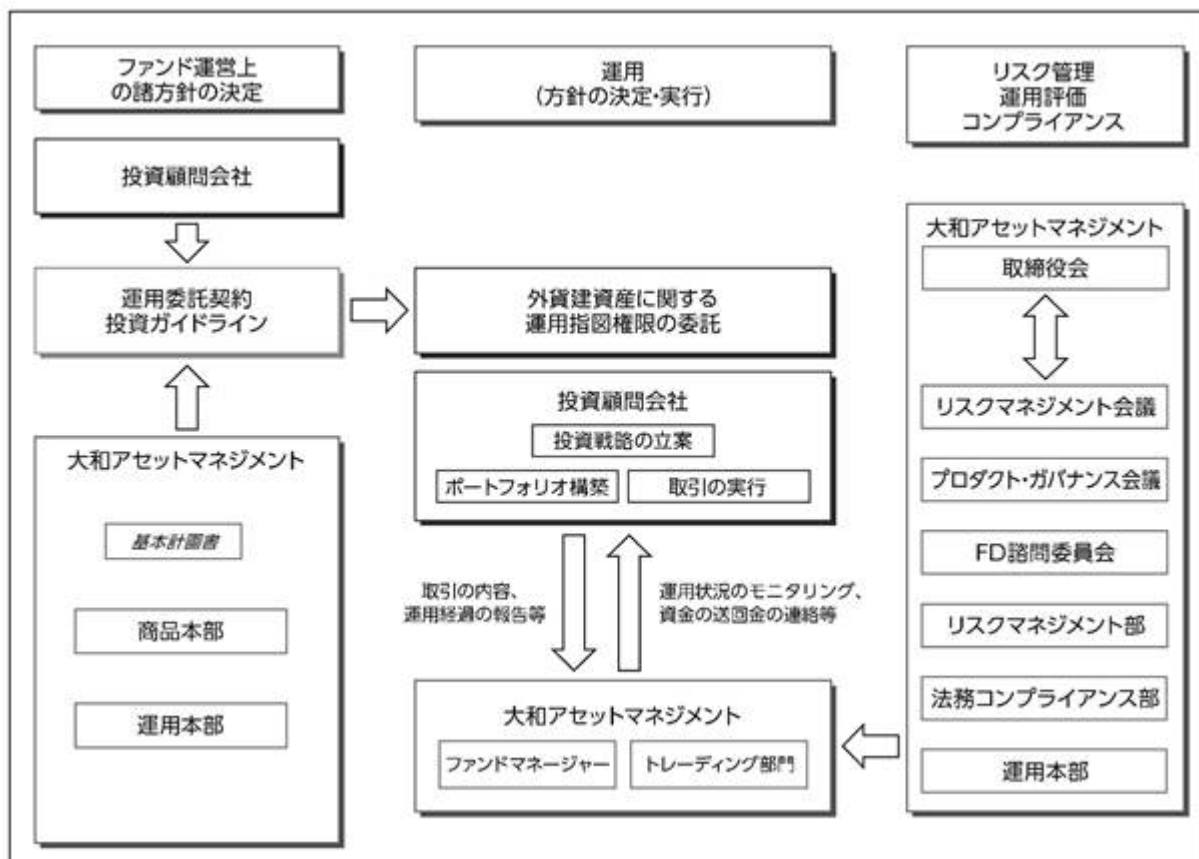 ファンド運営上
の諸方針の決定
運用
(方針の決定・実行)
リスク管理
運用評価
コンプライアンス
投資顧問会社
運用委託契約
投資ガイドライン
大和アセットマネジメント
基本計画書
商品本部
運用本部
外貨建資産に関する
運用指図権限の委託
投資顧問会社
投資戦略の立案
ポートフォリオ構築
取引の実行
取引の内容、
運用経過の報告等
運用状況のモニタリング、
資金の送回金の連絡等
大和アセットマネジメント
ファンドマネージャー
トレーディング部門
大和アセットマネジメント
取締役会
リスクマネジメント会議
プロダクト・ガバナンス会議
FD諮問委員会
リスクマネジメント部
法務コンプライアンス部
運用本部